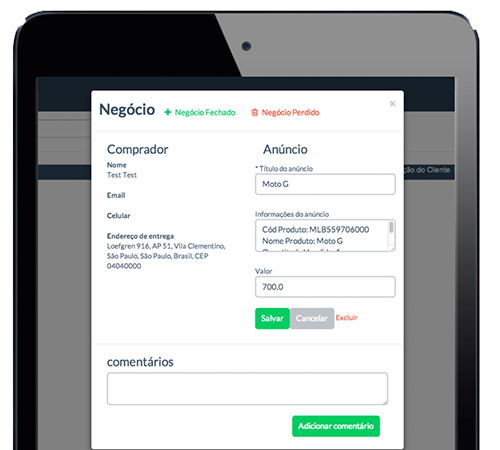 Negócio + Negócio Fechado Negócio Perdido ×
Comprador
Nome
Test Test
Email
Celular
Endereço de entrega
Loefgren 916, AP 51, Vila Clementino,
São Paulo, São Paulo, Brasil, CEP
04040000
Anúncio
* Título do anúncio
Moto G
Informações do anúncio
Cód Produto: MLB559706000
Nome Produto: Moto G
Valor
700.0
Salvar Cancelar Excluir
ção do Cliente
comentários
Adicionar comentário